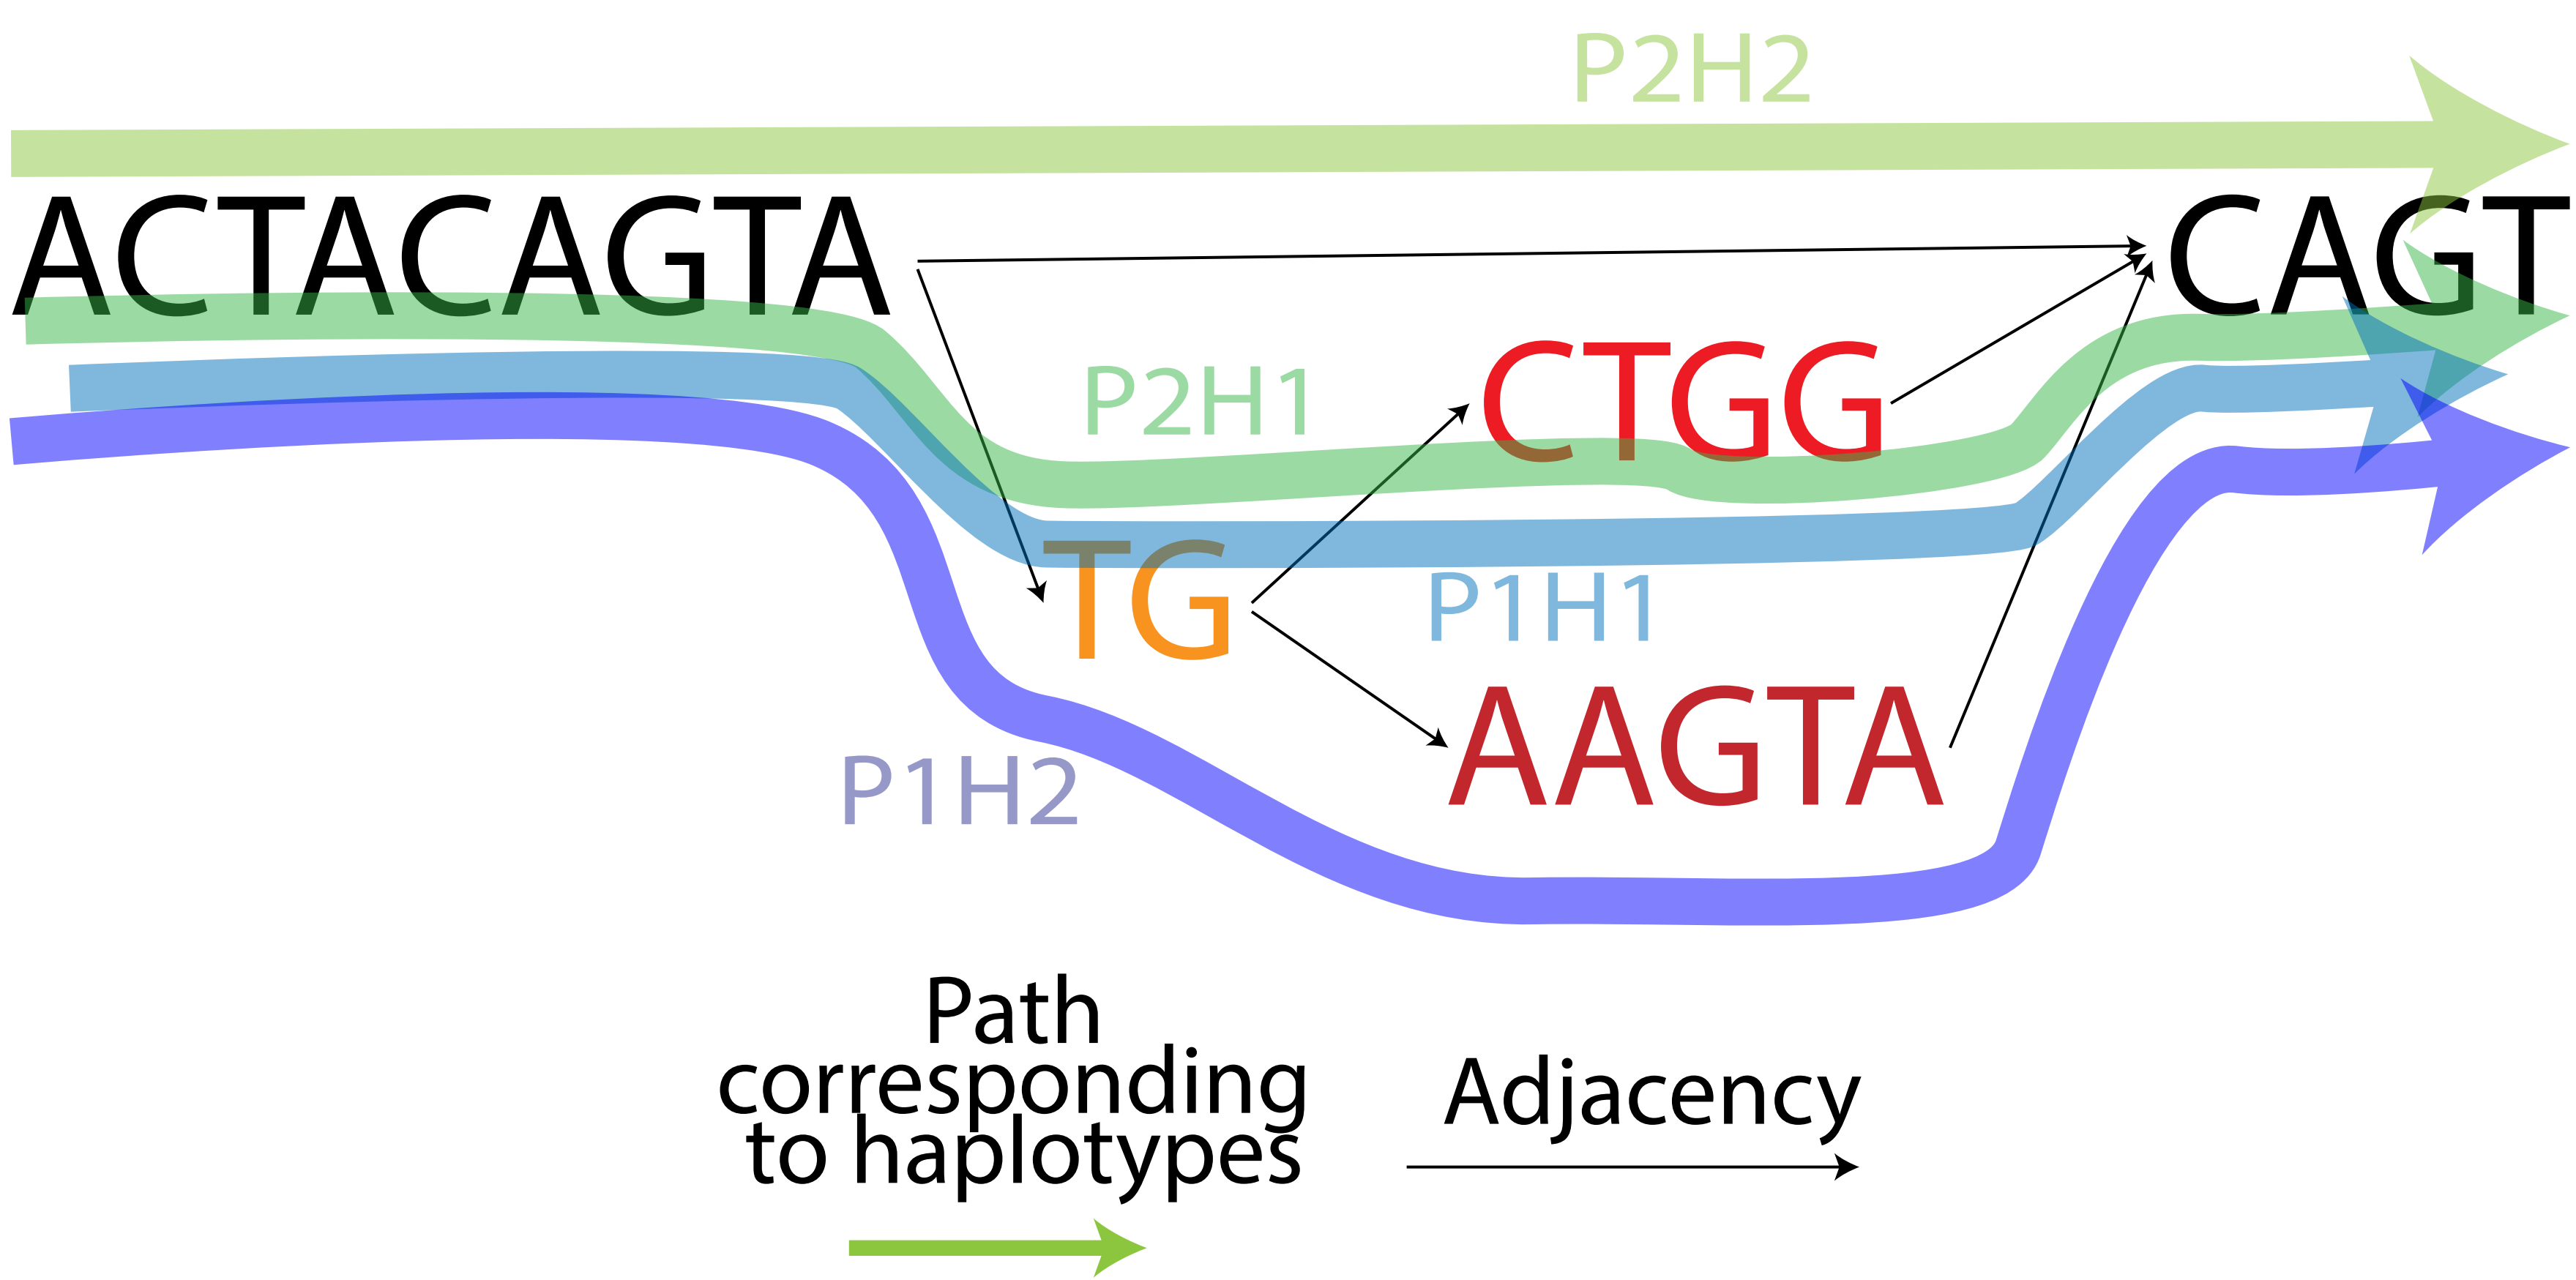 P2H2
ACTACAGTA
CAGT
P2H1
CTGG
TG
P1H1
AAGTA
P1H2
Path
corresponding
to haplotypes
Adjacency